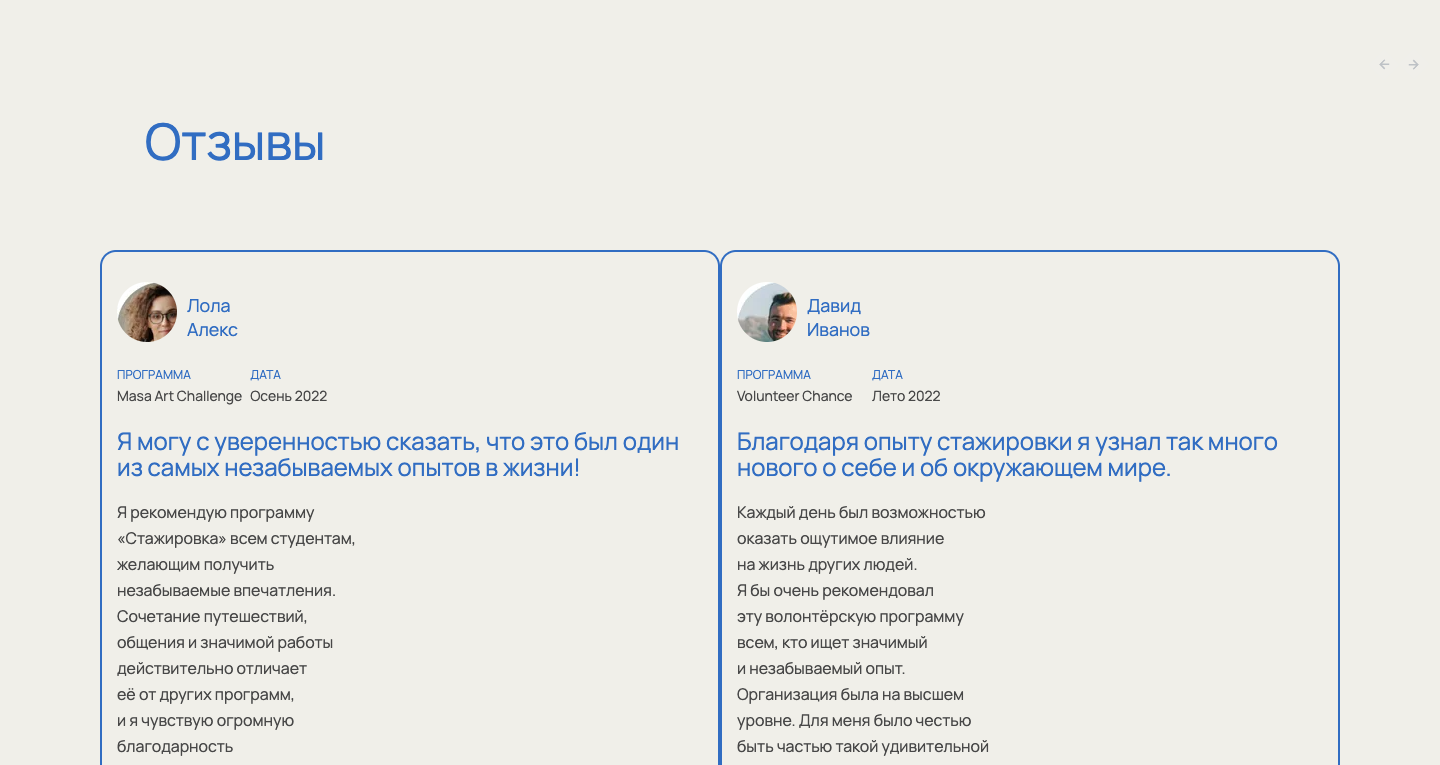 Отзывы
Лола
Алекс
ПРОГРАММА ДАТА
Masa Art Challenge Осень 2022
Я могу с уверенностью сказать, что это был один
из самых незабываемых опытов в жизни!
Я рекомендую программу
«Стажировка» всем студентам,
желающим получить
незабываемые впечатления.
Сочетание путешествий,
общения и значимой работы
действительно отличает
её от других программ,
и я чувствую огромную
благодарность
Давид
Иванов
ПРОГРАММА ДАТА
Volunteer Chance Лето 2022
Благодаря опыту стажировки я узнал так много
нового о себе и об окружающем мире.
Каждый день был возможностью
оказать ощутимое влияние
на жизнь других людей.
Я бы очень рекомендовал
эту волонтёрскую программу
всем, кто ищет значимый
и незабываемый опыт.
Организация была на высшем
уровне. Для меня было честью
быть частью такой удивительной